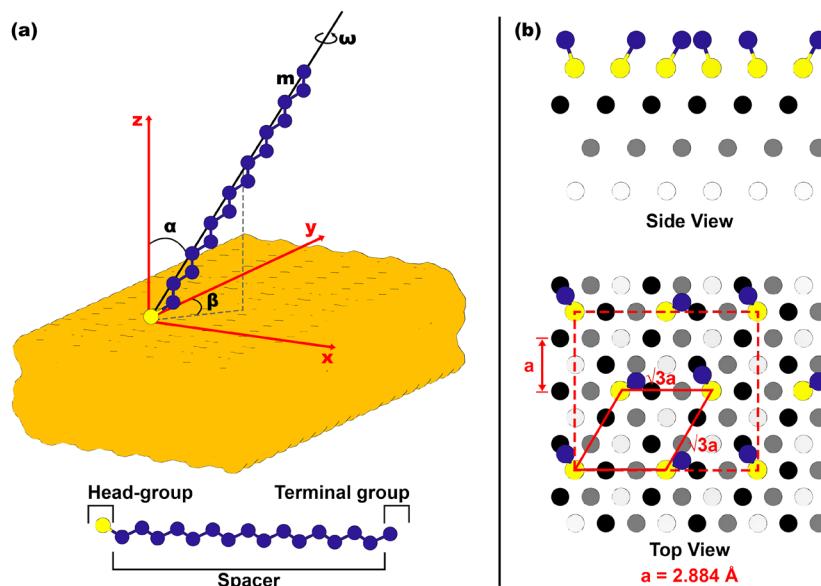 (a)
ω
m
z
α
y
β
x
Head-group
Terminal group
Spacer
(b)
Side View
a
√3a
√3a
Top View
a = 2.884 Å